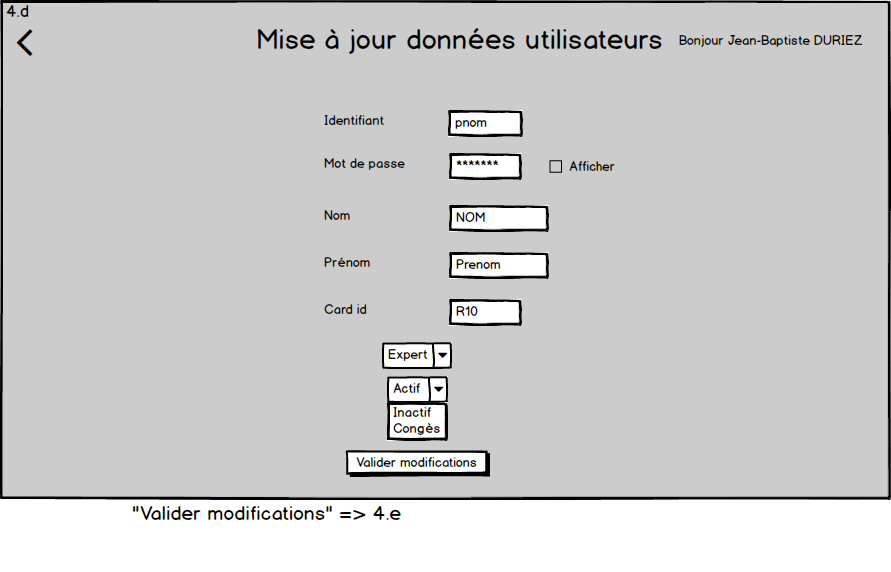 4.d
Mise à jour données utilisateurs
Bonjour Jean-Baptiste DURIEZ
Identifiant
pnom
Mot de passe
*******
Afficher
Nom
NOM
Prénom
Prenom
Card id
R10
Expert
Actif
Inactif
Congès
Valider modifications
"Valider modifications" => 4.e